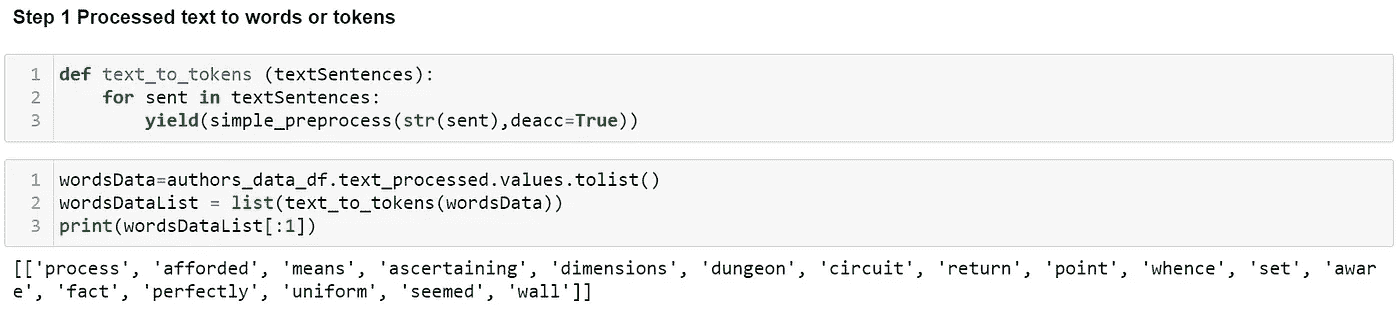 Step 1 Processed text to words or tokens
1 def text_to_tokens (textSentences):
2     for sent in textSentences:
3         yield(simple_preprocess(str(sent),deacc=True))
1 wordsData=authors_data_df.text_processed.values.tolist()
2 wordsDataList = list(text_to_tokens(wordsData))
3 print(wordsDataList[:1])
[['process', 'afforded', 'means', 'ascertaining', 'dimensions', 'dungeon', 'circuit', 'return', 'point', 'whence', 'set', 'awar
e', 'fact', 'perfectly', 'uniform', 'seemed', 'wall']]